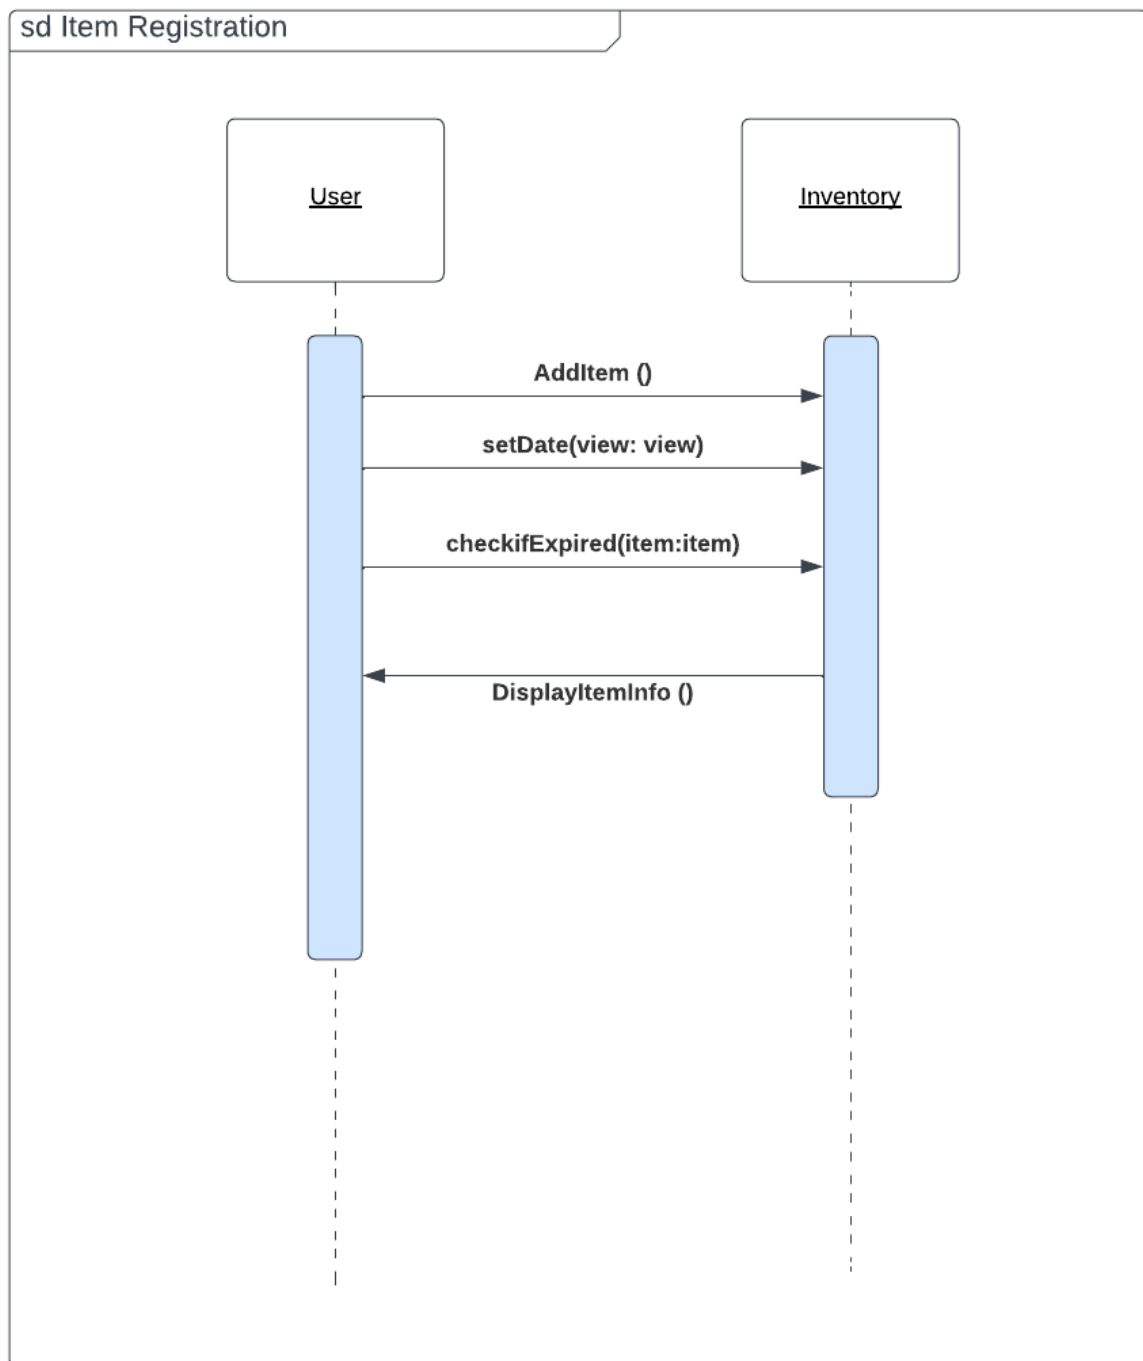 sd Item Registration
User
Inventory
AddItem ()
setDate(view: view)
checkifExpired(item:item)
DisplayItemInfo ()